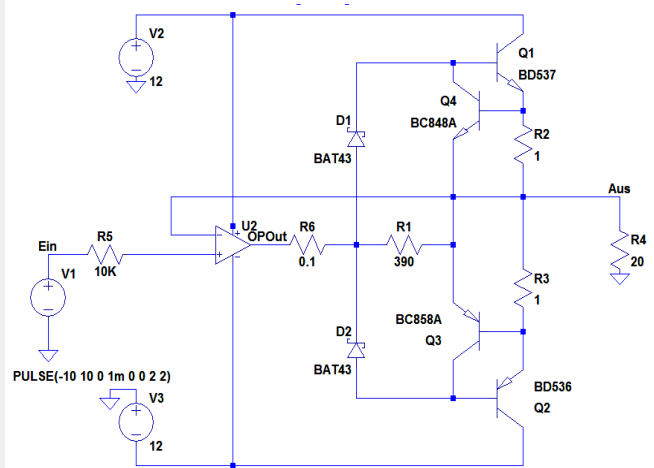 V2
12
Q1
BD537
Q4
BC848A
D1
BAT43
R2
1
Aus
U2
OPOut
Ein
R5
10K
R6
0.1
R1
390
R4
20
V1
R3
1
BC858A
Q3
D2
BAT43
PULSE(-10 10 0 1m 0 0 2 2)
BD536
Q2
V3
12